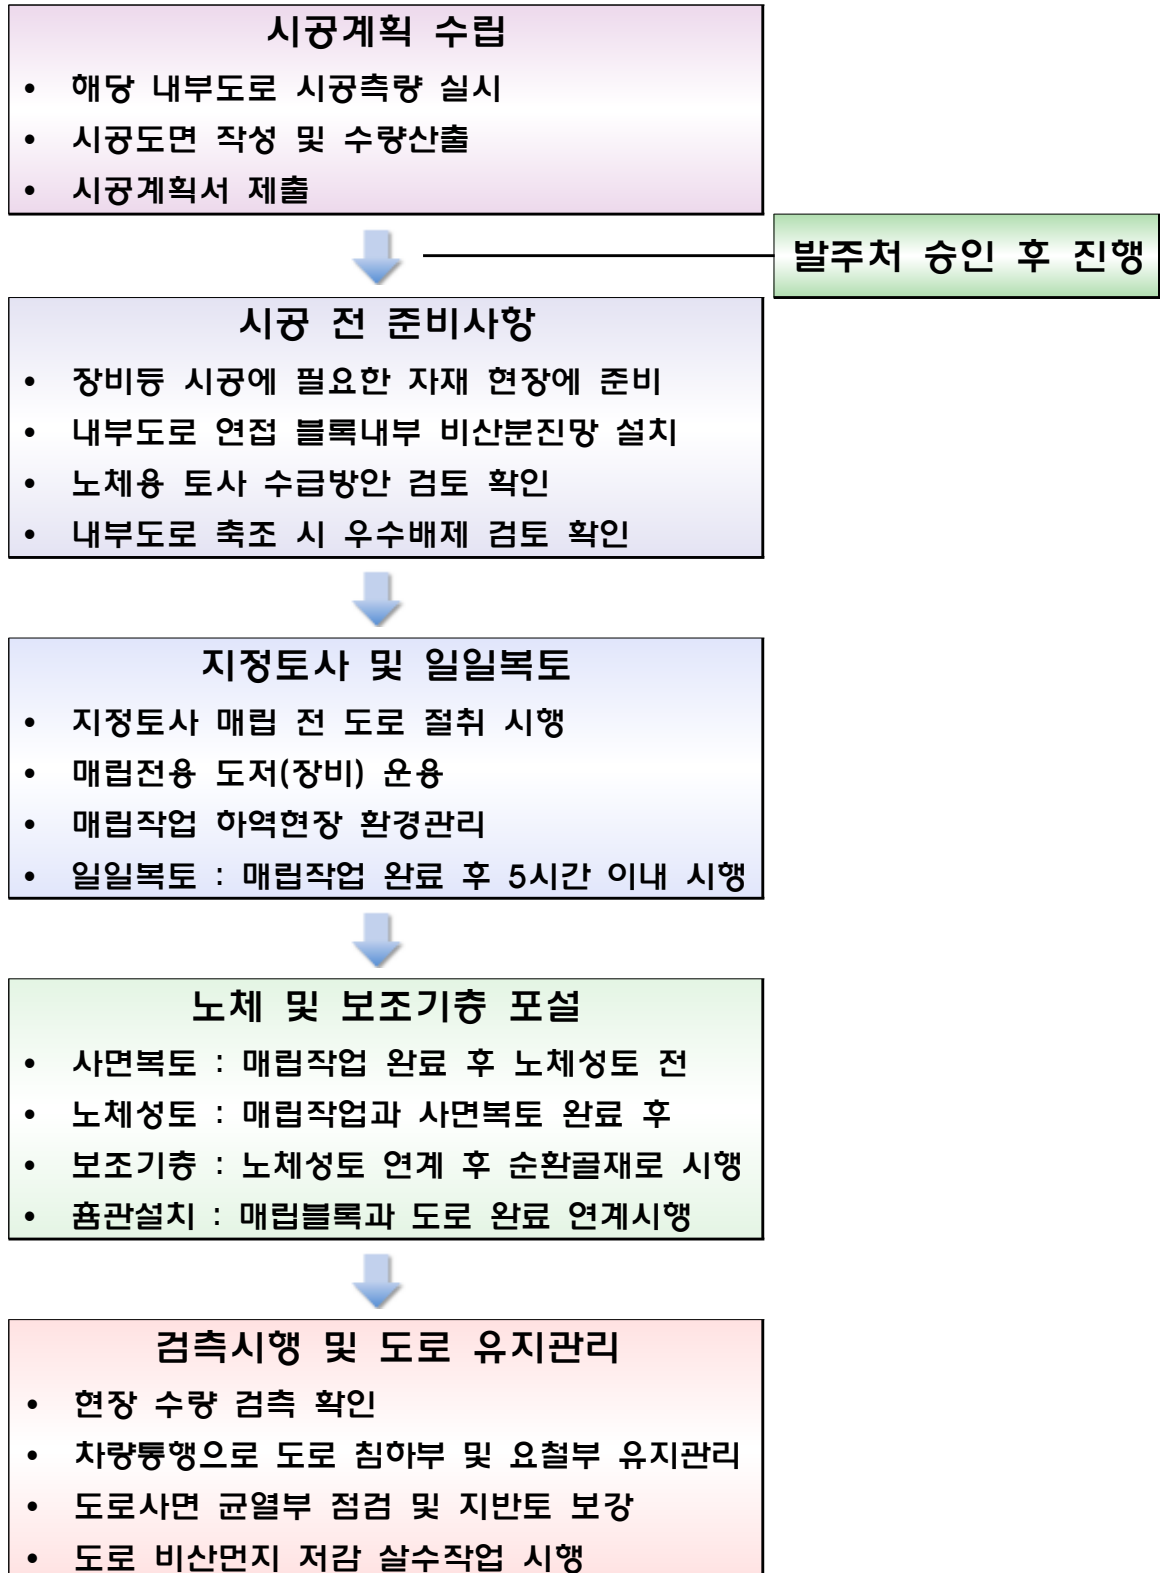 시공계획 수립
• 해당 내부도로 시공측량 실시
• 시공도면 작성 및 수량산출
• 시공계획서 제출
발주처 승인 후 진행
시공 전 준비사항
• 장비등 시공에 필요한 자재 현장에 준비
• 내부도로 연접 블록내부 비산분진망 설치
• 노체용 토사 수급방안 검토 확인
• 내부도로 축조 시 우수배제 검토 확인
지정토사 및 일일복토
• 지정토사 매립 전 도로 절취 시행
• 매립전용 도저(장비) 운용
• 매립작업 하역현장 환경관리
• 일일복토 : 매립작업 완료 후 5시간 이내 시행
노체 및 보조기층 포설
• 사면복토 : 매립작업 완료 후 노체성토 전
• 노체성토 : 매립작업과 사면복토 완료 후
• 보조기층 : 노체성토 연계 후 순환골재로 시행
• 흄관설치 : 매립블록과 도로 완료 연계시행
검측시행 및 도로 유지관리
• 현장 수량 검측 확인
• 차량통행으로 도로 침하부 및 요철부 유지관리
• 도로사면 균열부 점검 및 지반토 보강
• 도로 비산먼지 저감 살수작업 시행